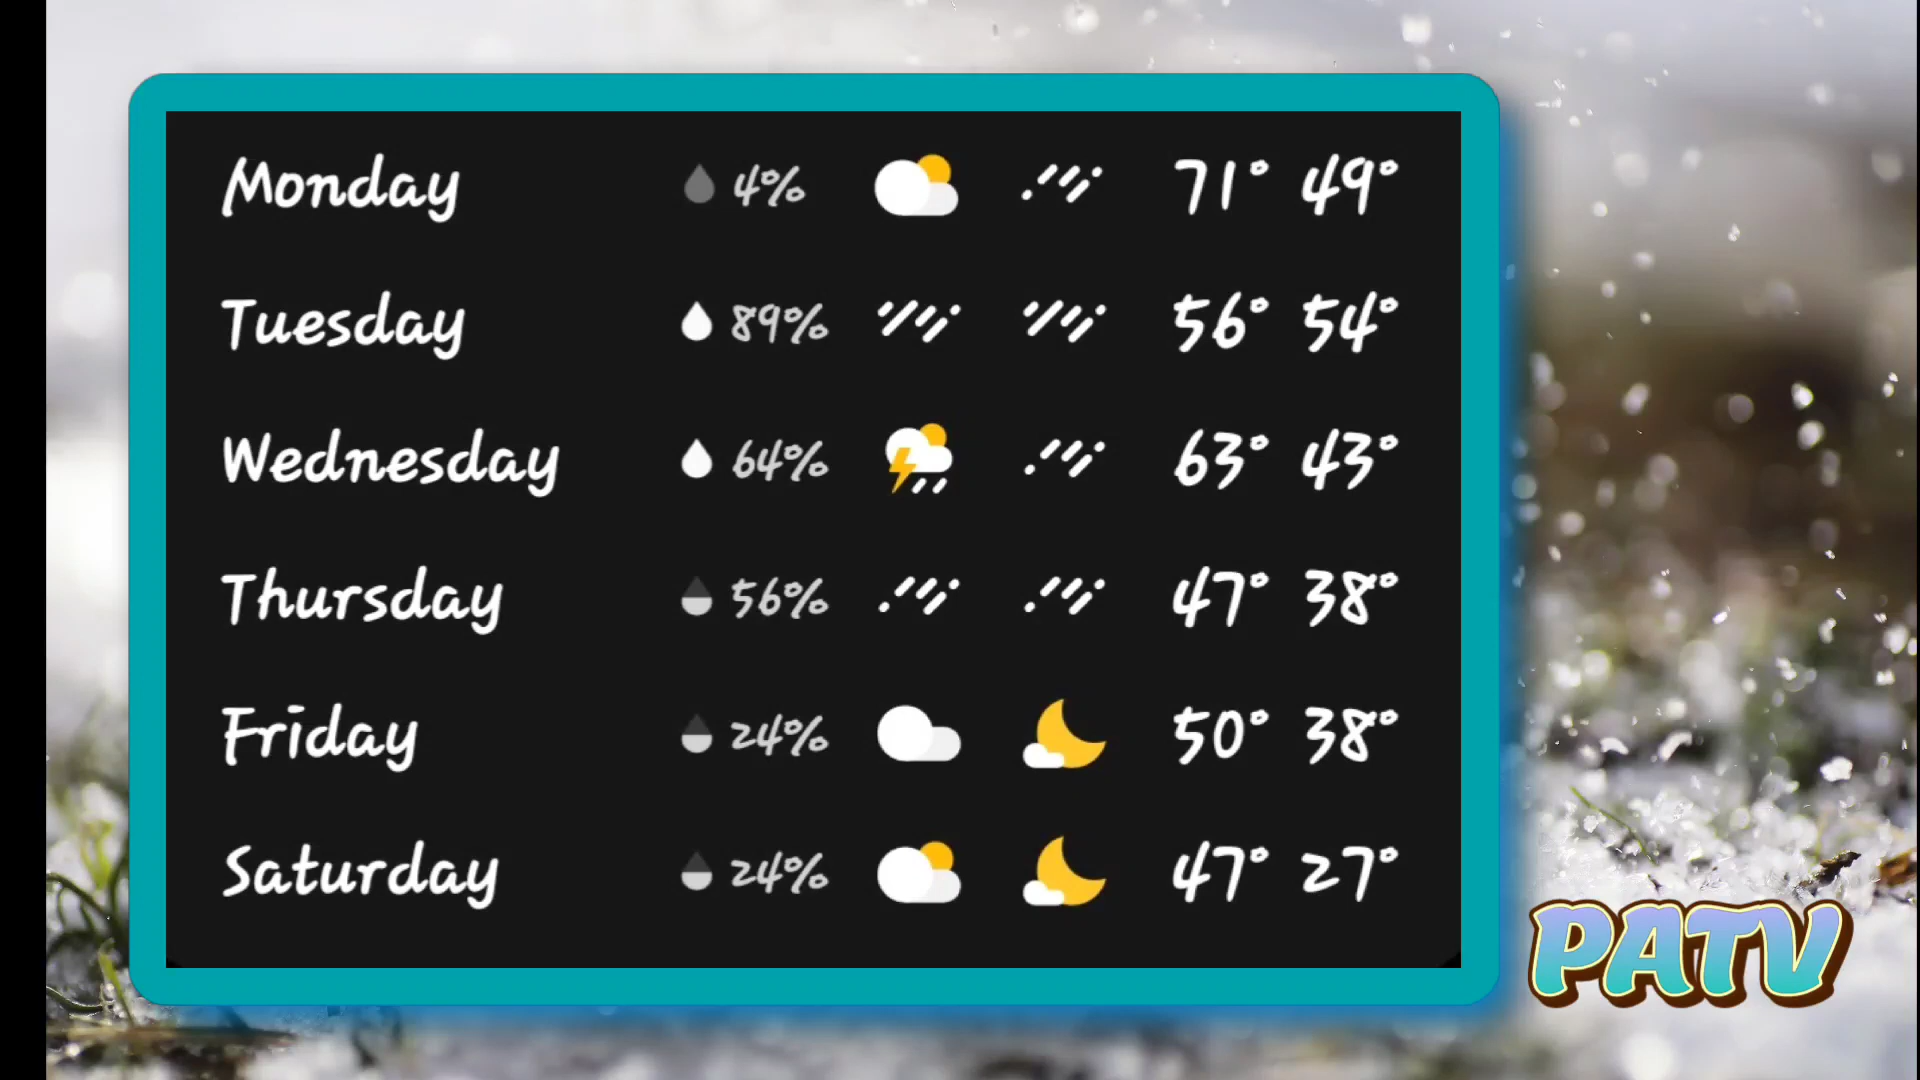 Monday 4% 71° 49°
Tuesday 89% 56° 54°
Wednesday 64% 63° 43°
Thursday 56% 47° 38°
Friday 24% 50° 38°
Saturday 24% 47° 27°
PATV